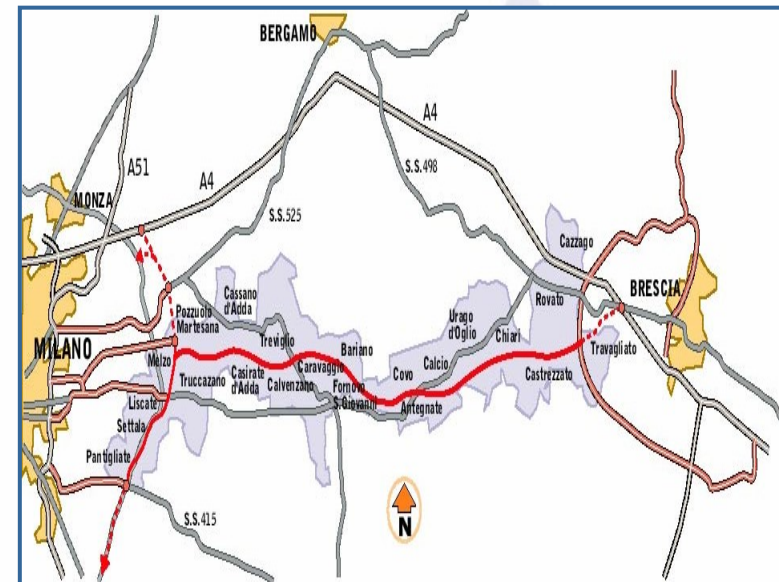 BERGAMO
A4
A51
A4
S.S.498
MONZA
S.S.525
Cazzago
Cassano
d'Adda
Pozzuolo
Martesana
Urago
d'Oglio
Rovato
BRESCIA
MILANO
Treviglio
Bariano
Chiari
Travagliato
Melzo
Caravaggio
Covo
Calcio
Truccazano
Casirate
d'Adda
Calvenzano
Fornovo
S.Giovanni
Castrezzato
Liscate
Antegnate
Settala
Pantigliate
S.S.415
N